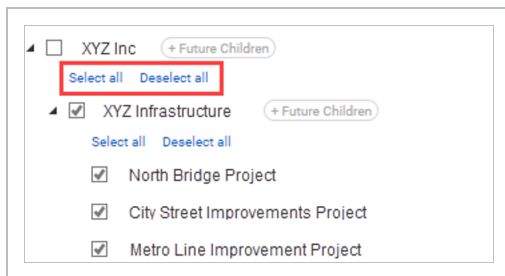 XYZ Inc (+ Future Children)
Select all Deselect all
XYZ Infrastructure (+ Future Children)
Select all Deselect all
North Bridge Project
City Street Improvements Project
Metro Line Improvement Project